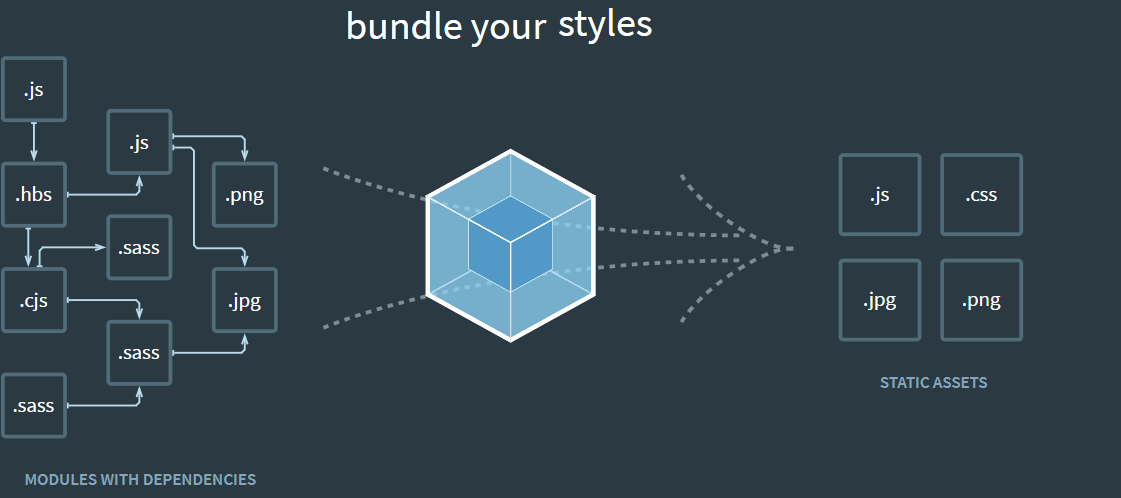 bundle your styles
.js
.js
.hbs
.png
.sass
.cjs
.jpg
.sass
.sass
MODULES WITH DEPENDENCIES
.js
.css
.jpg
.png
STATIC ASSETS